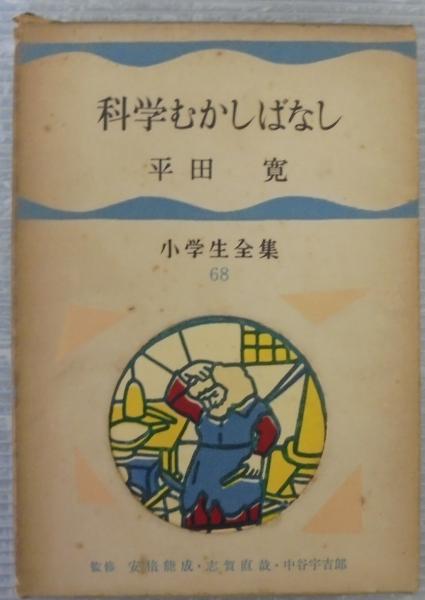 科学むかしばなし
平田 寛
小学生全集
68
監修 安倍能成・志賀直哉・中谷宇吉郎